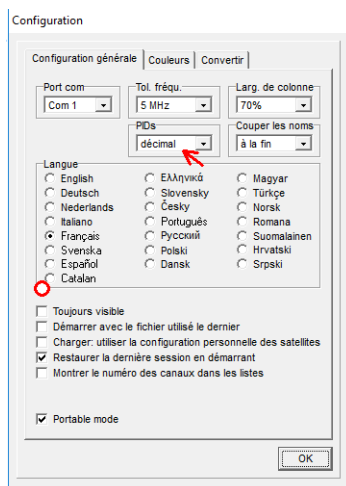 Configuration
Configuration générale Couleurs Convertir
Port com Tol. fréqu. Larg. de colonne
Com 1 5 MHz 70%
PIDs Couper les noms
décimal à la fin
Langue
English Ελληνικά Magyar
Deutsch Slovensky Türkçe
Nederlands Česky Norsk
Italiano Português Romana
Français Русский Suomalainen
Svenska Polski Hrvatski
Español Dansk Srpski
Catalan
Toujours visible
Démarrer avec le fichier utilisé le dernier
Charger: utiliser la configuration personnelle des satellites
Restaurer la dernière session en démarrant
Montrer le numéro des canaux dans les listes
Portable mode
OK